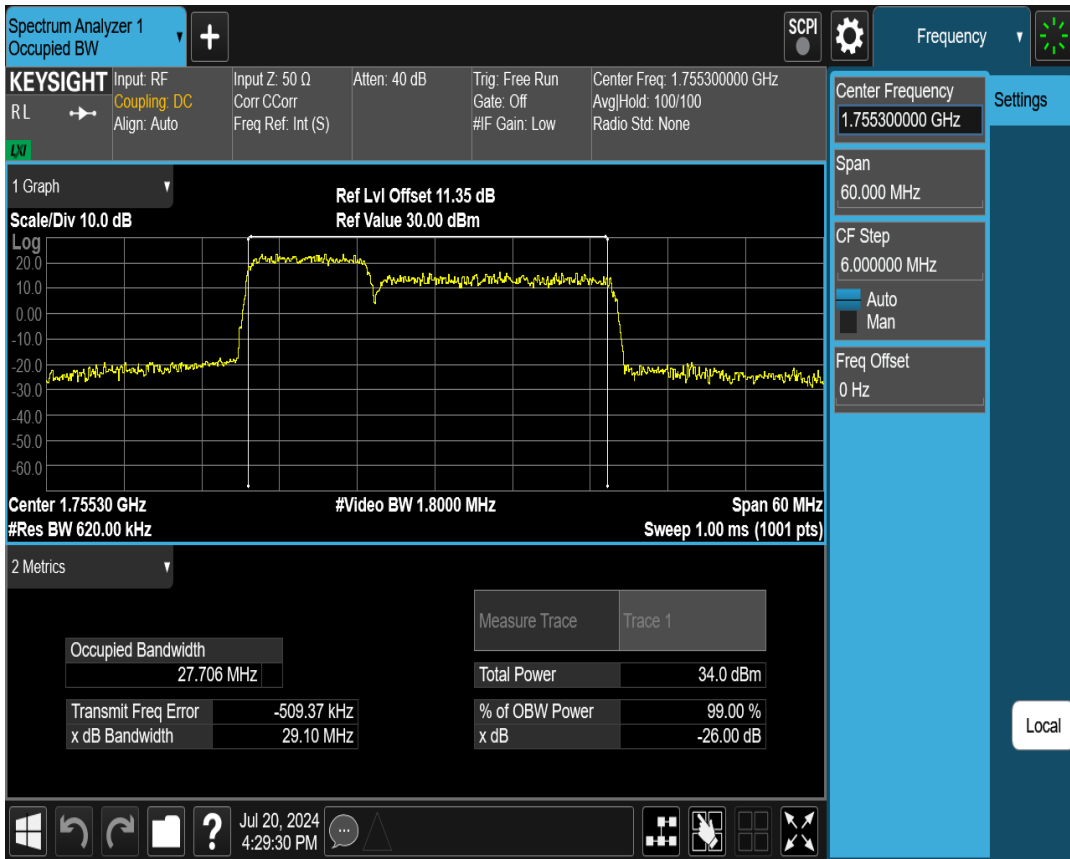 Spectrum Analyzer 1
Occupied BW
+
SCPI
Frequency
KEYSIGHT
RL
LXI
Input: RF
Coupling: DC
Align: Auto
Input Z: 50 Ω
Corr CCorr
Freq Ref: Int (S)
Atten: 40 dB
Trig: Free Run
Gate: Off
#IF Gain: Low
Center Freq: 1.755300000 GHz
Avg|Hold: 100/100
Radio Std: None
Center Frequency
1.755300000 GHz
Settings
Span
60.000 MHz
CF Step
6.000000 MHz
Auto
Man
Freq Offset
0 Hz
Local
1 Graph
Scale/Div 10.0 dB
Ref Lvl Offset 11.35 dB
Ref Value 30.00 dBm
Log
20.0
10.0
0.00
-10.0
-20.0
-30.0
-40.0
-50.0
-60.0
Center 1.75530 GHz
#Video BW 1.8000 MHz
Span 60 MHz
#Res BW 620.00 kHz
Sweep 1.00 ms (1001 pts)
2 Metrics
Measure Trace
Trace 1
Occupied Bandwidth
27.706 MHz
Total Power
34.0 dBm
Transmit Freq Error
-509.37 kHz
% of OBW Power
99.00 %
x dB Bandwidth
29.10 MHz
x dB
-26.00 dB
?
Jul 20, 2024
4:29:30 PM